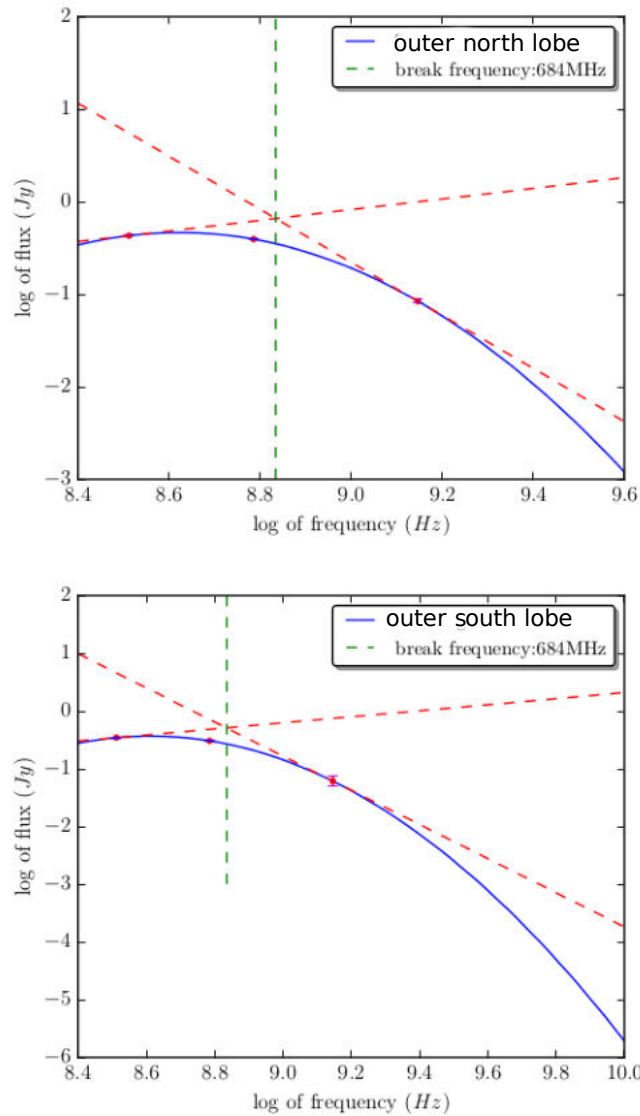 2
1
0
−1
−2
−3
log of flux (Jy)
outer north lobe
break frequency:684MHz
8.4 8.6 8.8 9.0 9.2 9.4 9.6
log of frequency (Hz)
2
1
0
−1
−2
−3
−4
−5
−6
log of flux (Jy)
outer south lobe
break frequency:684MHz
8.4 8.6 8.8 9.0 9.2 9.4 9.6 9.8 10.0
log of frequency (Hz)